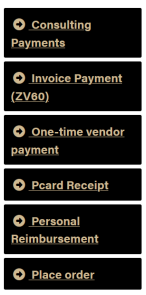 Consulting
Payments
Invoice Payment
(ZV60)
One-time vendor
payment
Pcard Receipt
Personal
Reimbursement
Place order